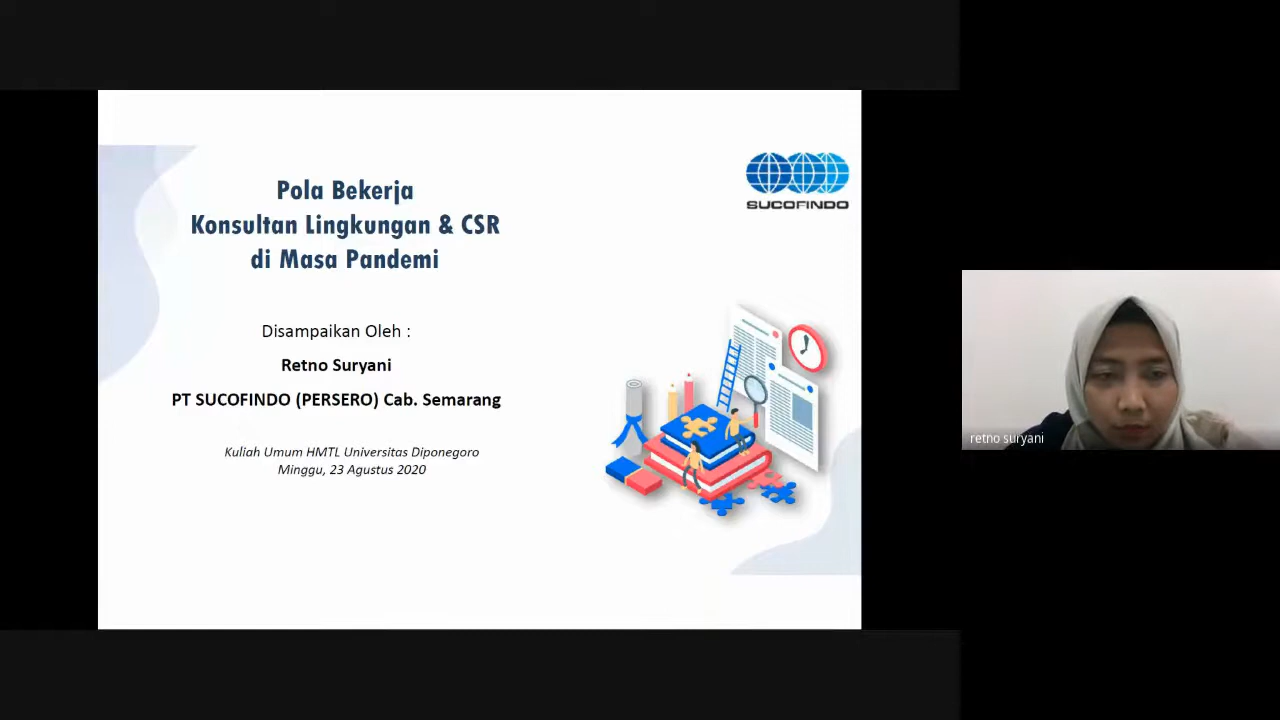 Pola Bekerja
Konsultan Lingkungan & CSR
di Masa Pandemi
SUCOFINDO
Disampaikan Oleh :
Retno Suryani
PT SUCOFINDO (PERSERO) Cab. Semarang
Kuliah Umum HMTL Universitas Diponegoro
Minggu, 23 Agustus 2020
retno suryani